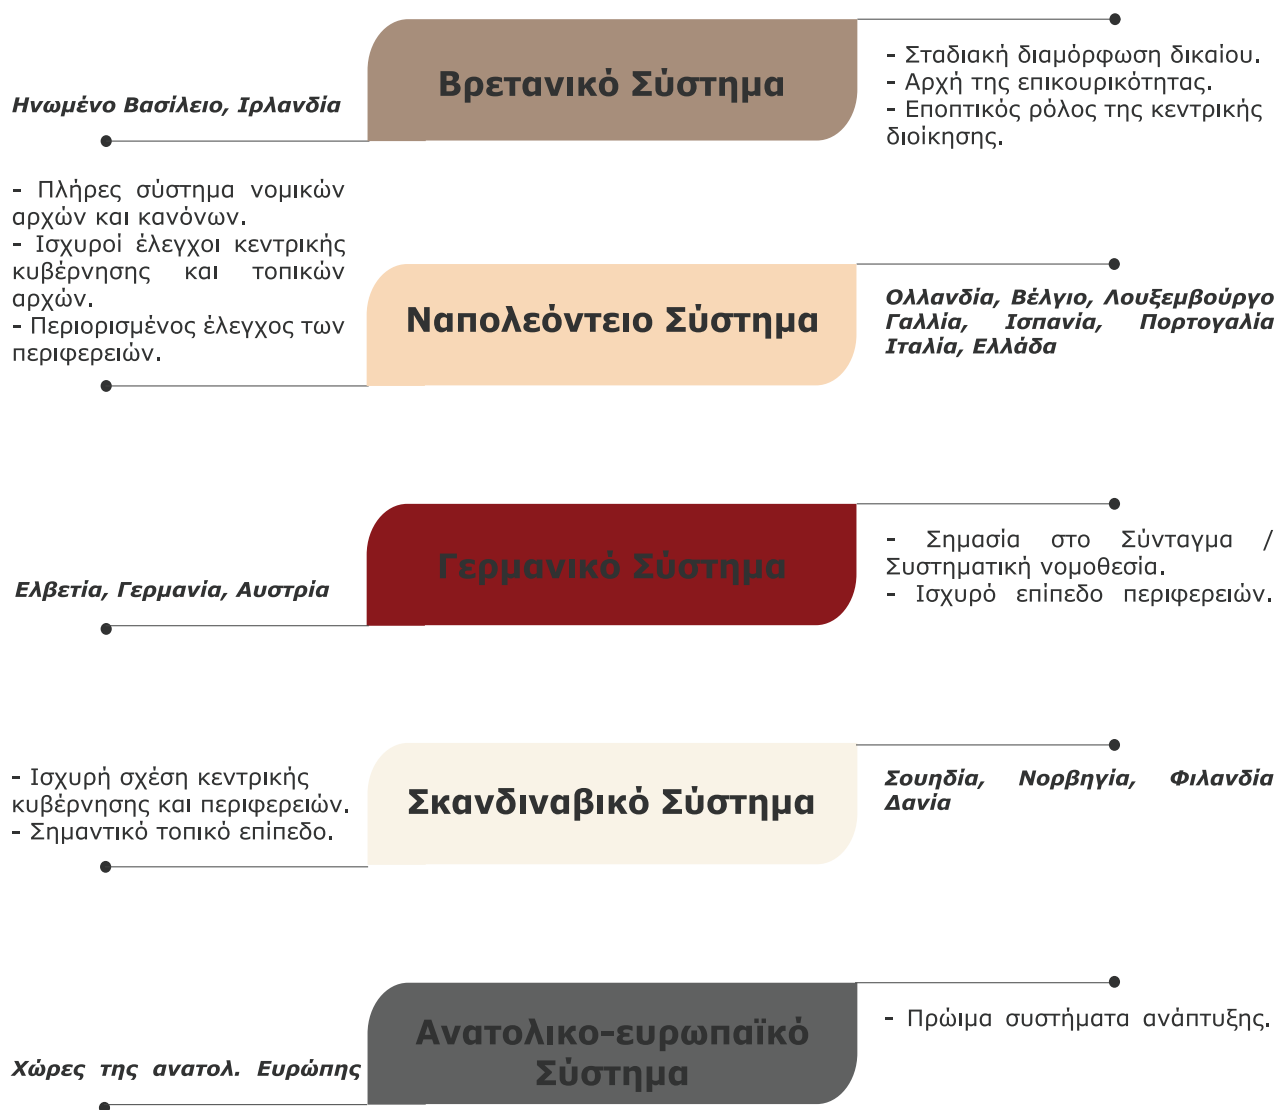 Βρετανικό Σύστημα
Ηνωμένο Βασίλειο, Ιρλανδία
- Σταδιακή διαμόρφωση δικαίου.
- Αρχή της επικουρικότητας.
- Εποπτικός ρόλος της κεντρικής
διοίκησης.
- Πλήρες σύστημα νομικών
αρχών και κανόνων.
- Ισχυροί έλεγχοι κεντρικής
κυβέρνησης και τοπικών
αρχών.
- Περιορισμένος έλεγχος των
περιφερειών.
Ναπολεόντειο Σύστημα
Ολλανδία, Βέλγιο, Λουξεμβούργο
Γαλλία, Ισπανία, Πορτογαλία
Ιταλία, Ελλάδα
Γερμανικό Σύστημα
Ελβετία, Γερμανία, Αυστρία
- Σημασία στο Σύνταγμα /
Συστηματική νομοθεσία.
- Ισχυρό επίπεδο περιφερειών.
- Ισχυρή σχέση κεντρικής
κυβέρνησης και περιφερειών.
- Σημαντικό τοπικό επίπεδο.
Σκανδιναβικό Σύστημα
Σουηδία, Νορβηγία, Φιλανδία
Δανία
Ανατολικο-ευρωπαϊκό
Σύστημα
Χώρες της ανατολ. Ευρώπης
- Πρώιμα συστήματα ανάπτυξης.